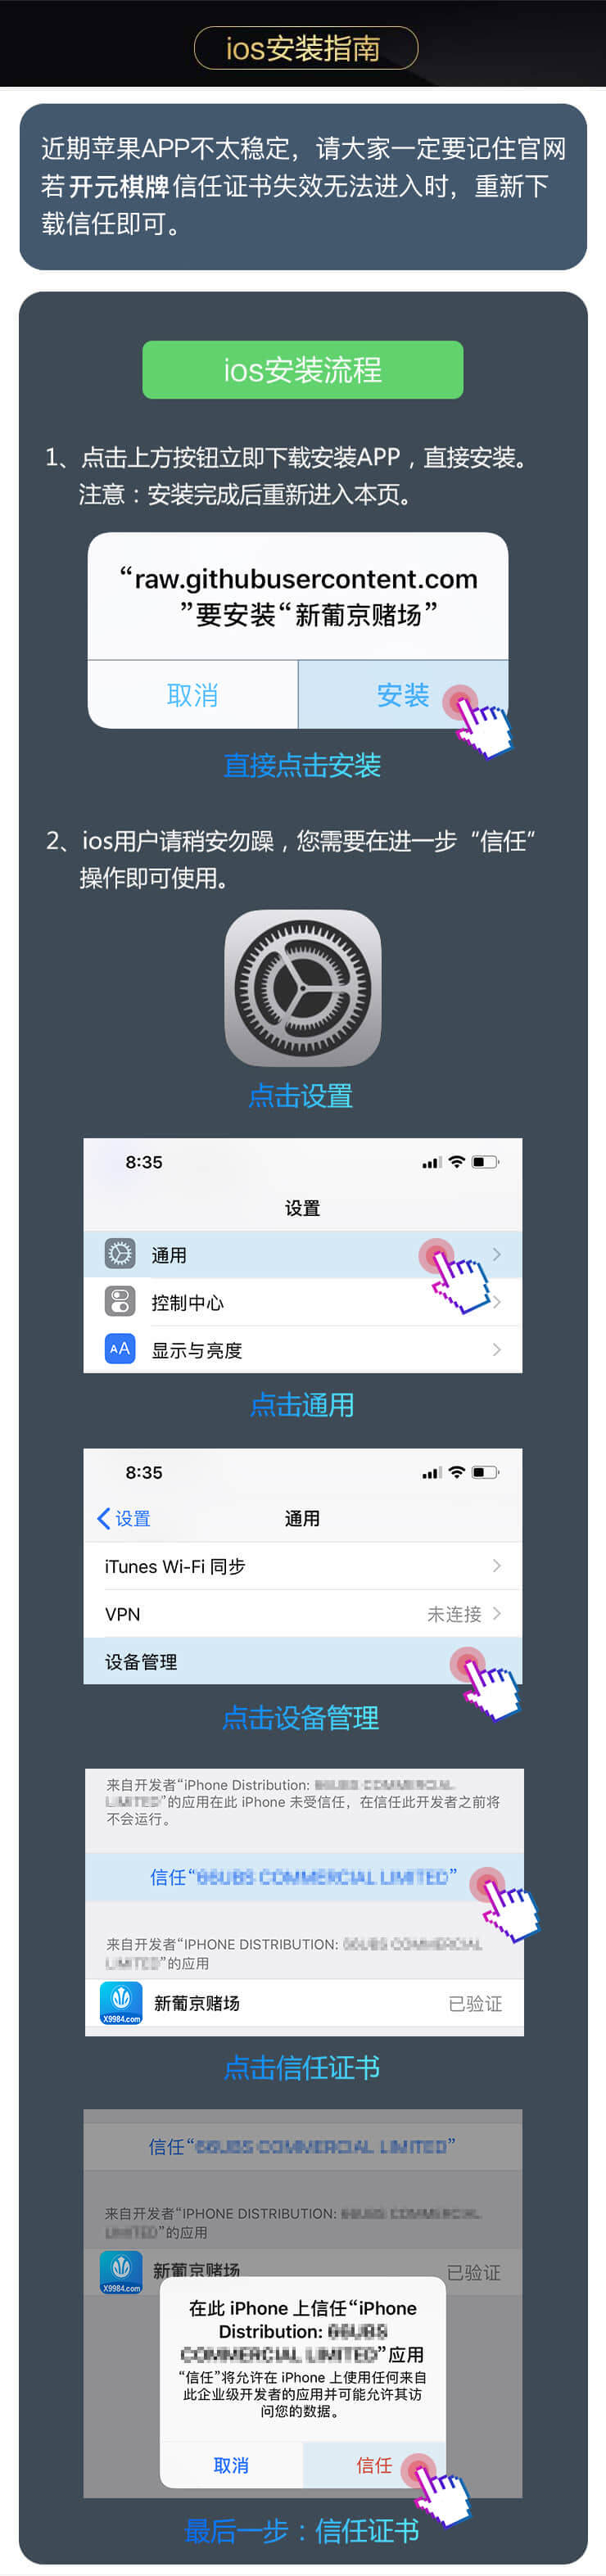 ios安装指南
近期苹果APP不太稳定，请大家一定要记住官网
若开元棋牌信任证书失效无法进入时，重新下
载信任即可。
ios安装流程
1、点击上方按钮立即下载安装APP，直接安装。
注意：安装完成后重新进入本页。
“raw.githubusercontent.com
”要安装“新葡京赌场”
取消
安装
直接点击安装
2、ios用户请稍安勿躁，您需要在进一步“信任”
操作即可使用。
点击设置
8:35
设置
通用
控制中心
AA 显示与亮度
点击通用
8:35
设置
通用
iTunes Wi-Fi 同步
VPN
未连接
设备管理
点击设备管理
来自开发者“iPhone Distribution:
”的应用在此 iPhone 未受信任，在信任此开发者之前将
不会运行。
信任“ COMMERCIAL LIMITED”
来自开发者“IPHONE DISTRIBUTION:
”的应用
X9984.com
新葡京赌场
已验证
点击信任证书
信任“ COMMERCIAL LIMITED”
来自开发者“IPHONE DISTRIBUTION:
”的应用
X9984.com
新葡京赌场
已验证
在此 iPhone 上信任“iPhone
Distribution:
COMMERCIAL LIMITED”应用
“信任”将允许在 iPhone 上使用任何来自
此企业级开发者的应用并可能允许其访
问您的数据。
取消
信任
最后一步：信任证书